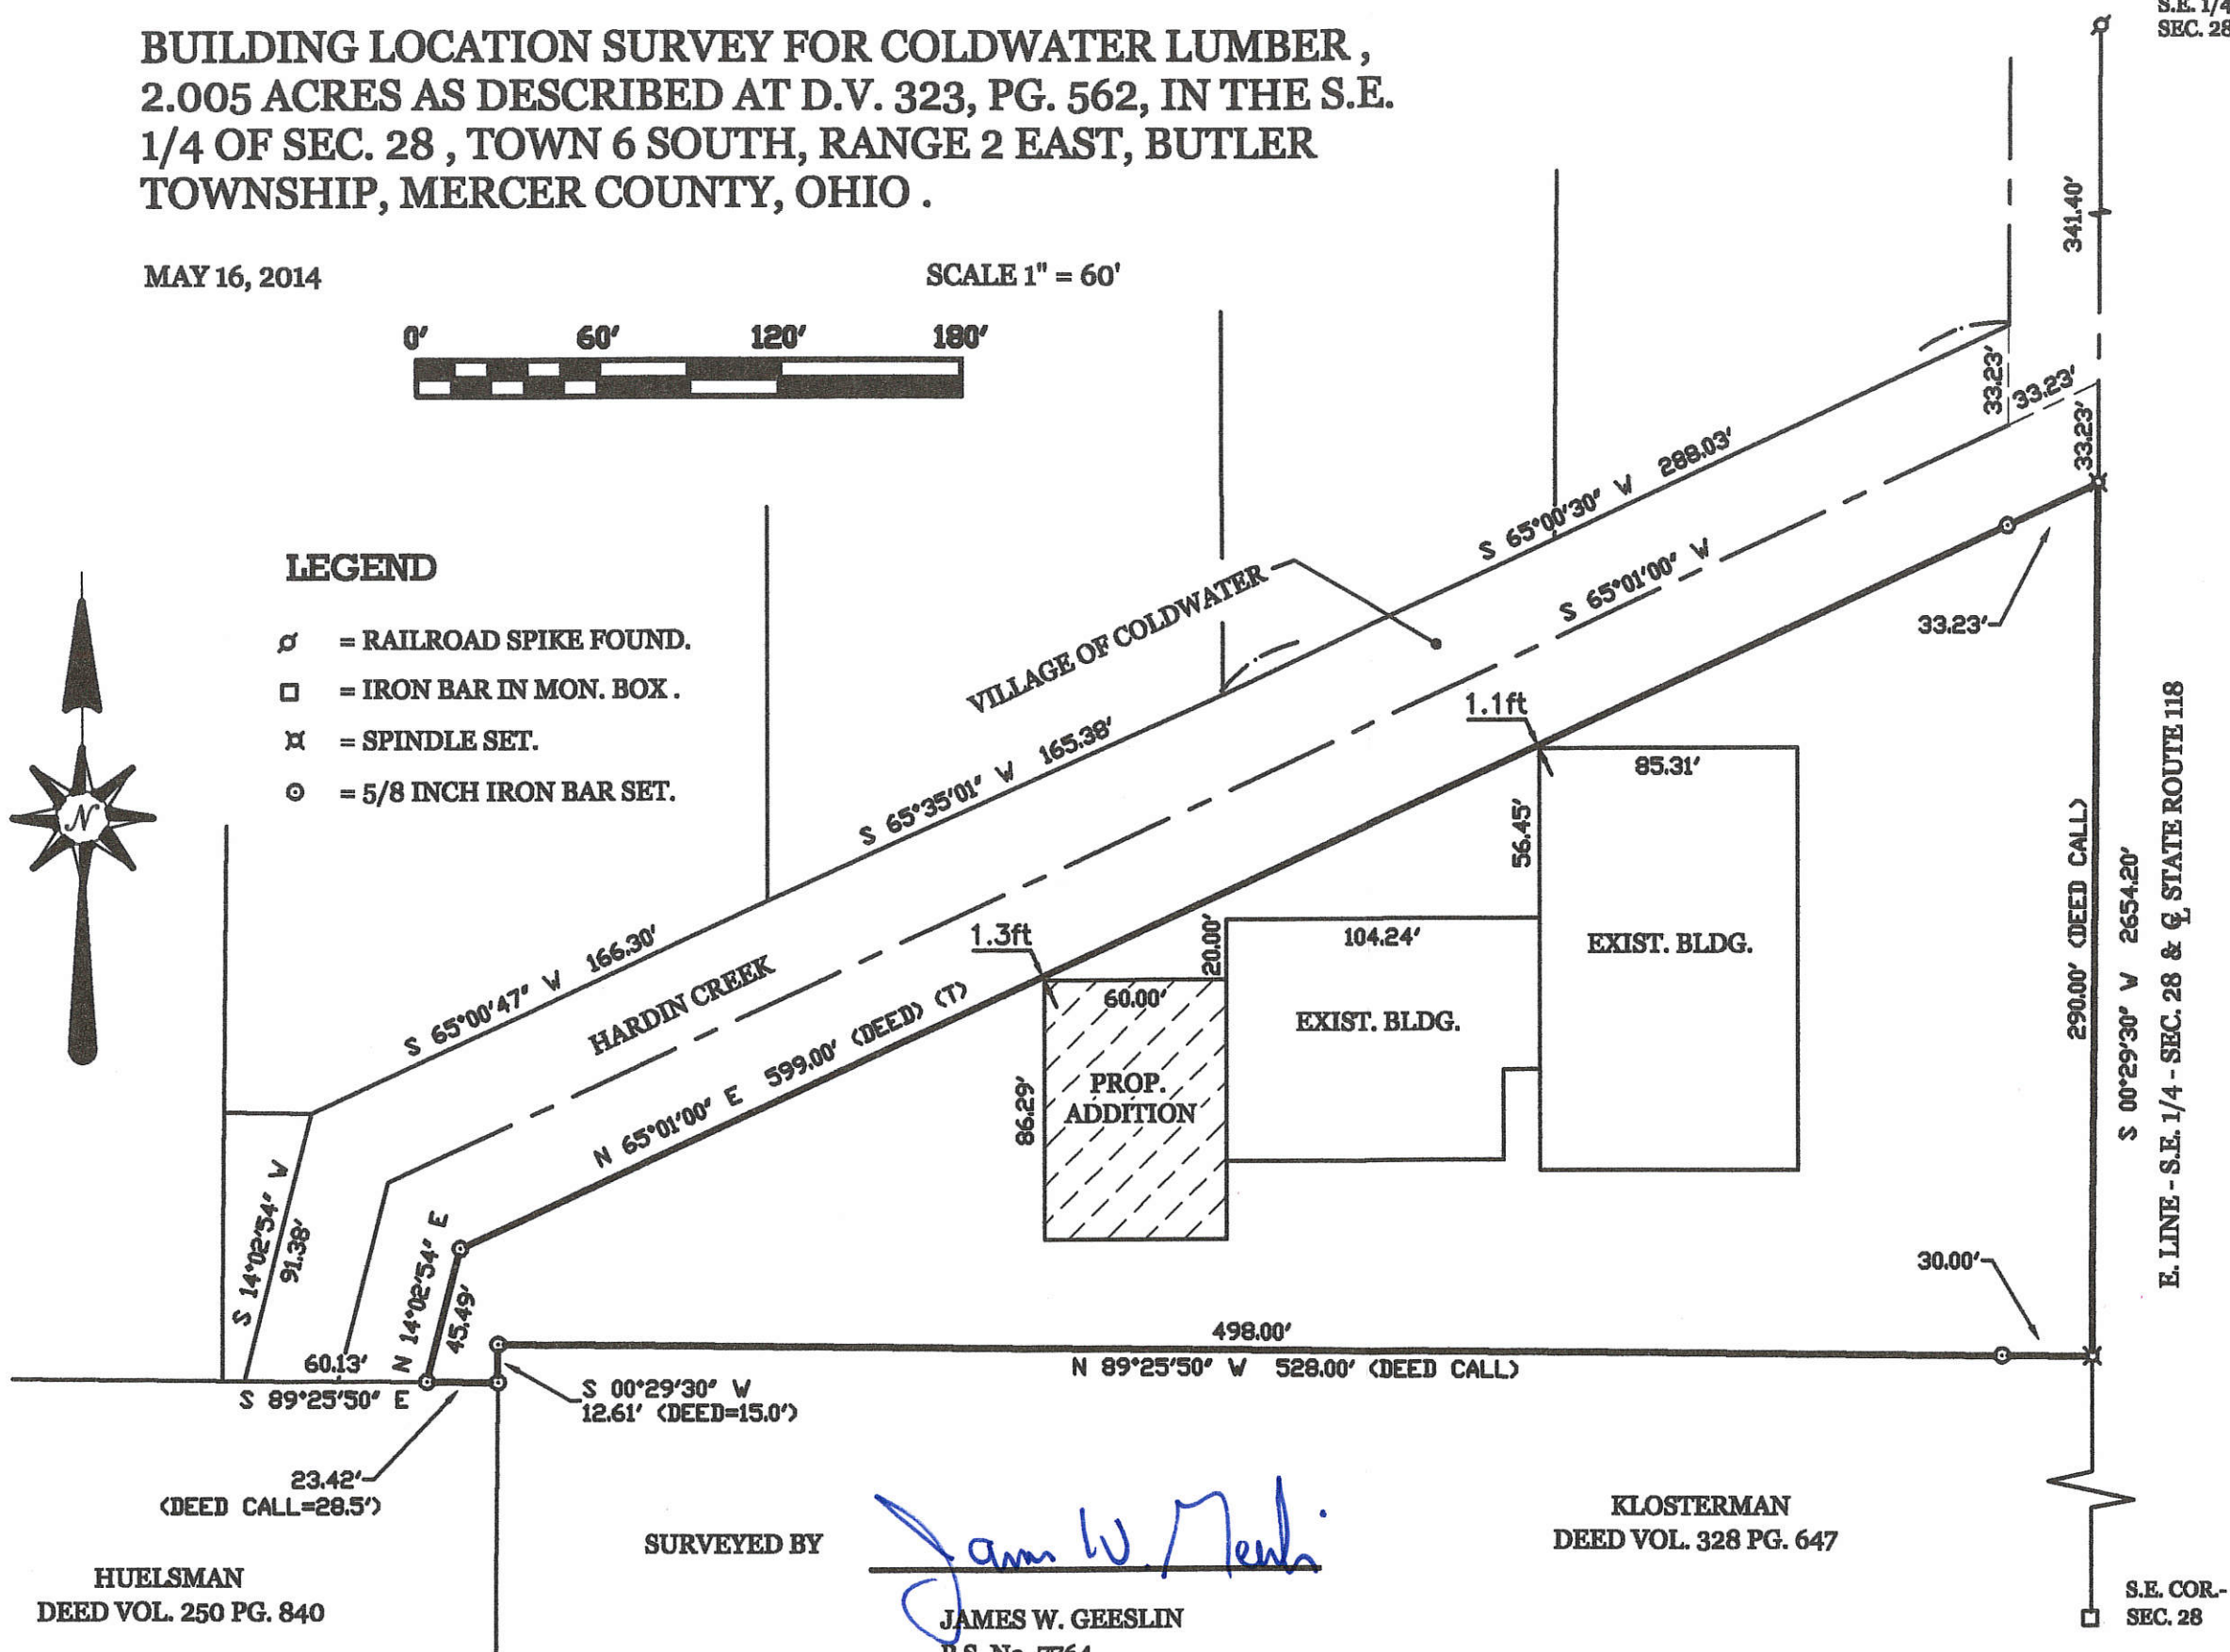 S.E. 1/4
SEC. 28
BUILDING LOCATION SURVEY FOR COLDWATER LUMBER ,
2.005 ACRES AS DESCRIBED AT D.V. 323, PG. 562, IN THE S.E.
1/4 OF SEC. 28 , TOWN 6 SOUTH, RANGE 2 EAST, BUTLER
TOWNSHIP, MERCER COUNTY, OHIO .
MAY 16, 2014
SCALE 1" = 60'
0' 60' 120' 180'
341.40'
33.23'
33.23'
33.23'
S 65°00'30" W 288.03'
S 65°01'00" W
33.23'
LEGEND
= RAILROAD SPIKE FOUND.
= IRON BAR IN MON. BOX .
= SPINDLE SET.
= 5/8 INCH IRON BAR SET.
N
VILLAGE OF COLDWATER
S 65°35'01" W 165.38'
1.1ft
85.31'
56.45'
EXIST. BLDG.
S 65°00'47" W 166.30'
HARDIN CREEK
1.3ft
20.00'
104.24'
EXIST. BLDG.
60.00'
PROP.
ADDITION
86.29'
N 65°01'00" E 599.00' (DEED) (T)
290.00' (DEED CALL)
S 00°29'30" W 2654.20'
E. LINE - S.E. 1/4 - SEC. 28 & ℄ STATE ROUTE 118
S 14°02'54" W
91.38'
N 14°02'54" E
45.49'
60.13'
S 89°25'50" E
30.00'
498.00'
N 89°25'50" W 528.00' (DEED CALL)
S 00°29'30" W
12.61' (DEED=15.0')
23.42'
(DEED CALL=28.5')
HUELSMAN
DEED VOL. 250 PG. 840
SURVEYED BY
James W. Geeslin
JAMES W. GEESLIN
P.S. No. 7764
KLOSTERMAN
DEED VOL. 328 PG. 647
S.E. COR.-
SEC. 28